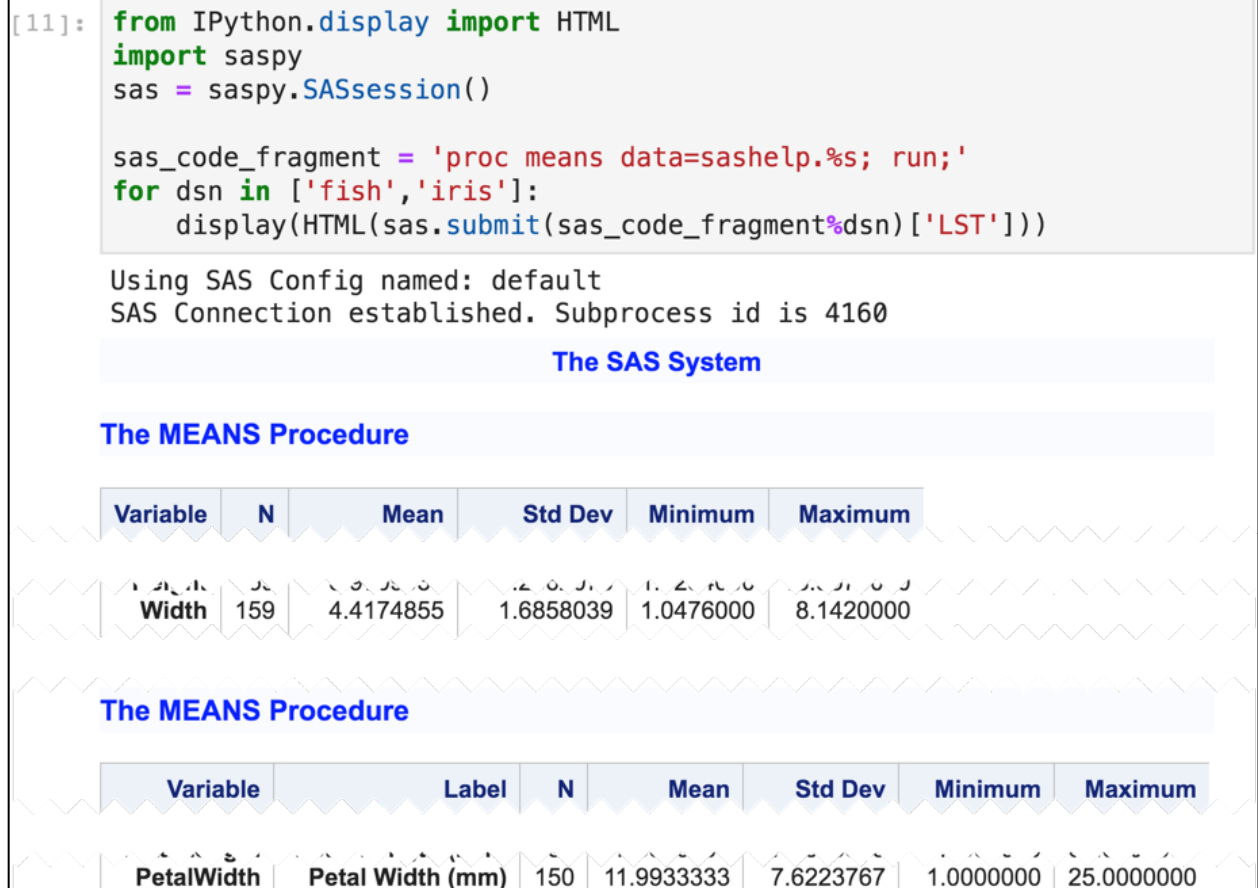 [11]: from IPython.display import HTML
import saspy
sas = saspy.SASsession()
sas_code_fragment = 'proc means data=sashelp.%s; run;'
for dsn in ['fish','iris']:
    display(HTML(sas.submit(sas_code_fragment%dsn)['LST']))
Using SAS Config named: default
SAS Connection established. Subprocess id is 4160
The SAS System
The MEANS Procedure
Variable N Mean Std Dev Minimum Maximum
Width 159 4.4174855 1.6858039 1.0476000 8.1420000
The MEANS Procedure
Variable Label N Mean Std Dev Minimum Maximum
PetalWidth Petal Width (mm) 150 11.9933333 7.6223767 1.0000000 25.0000000